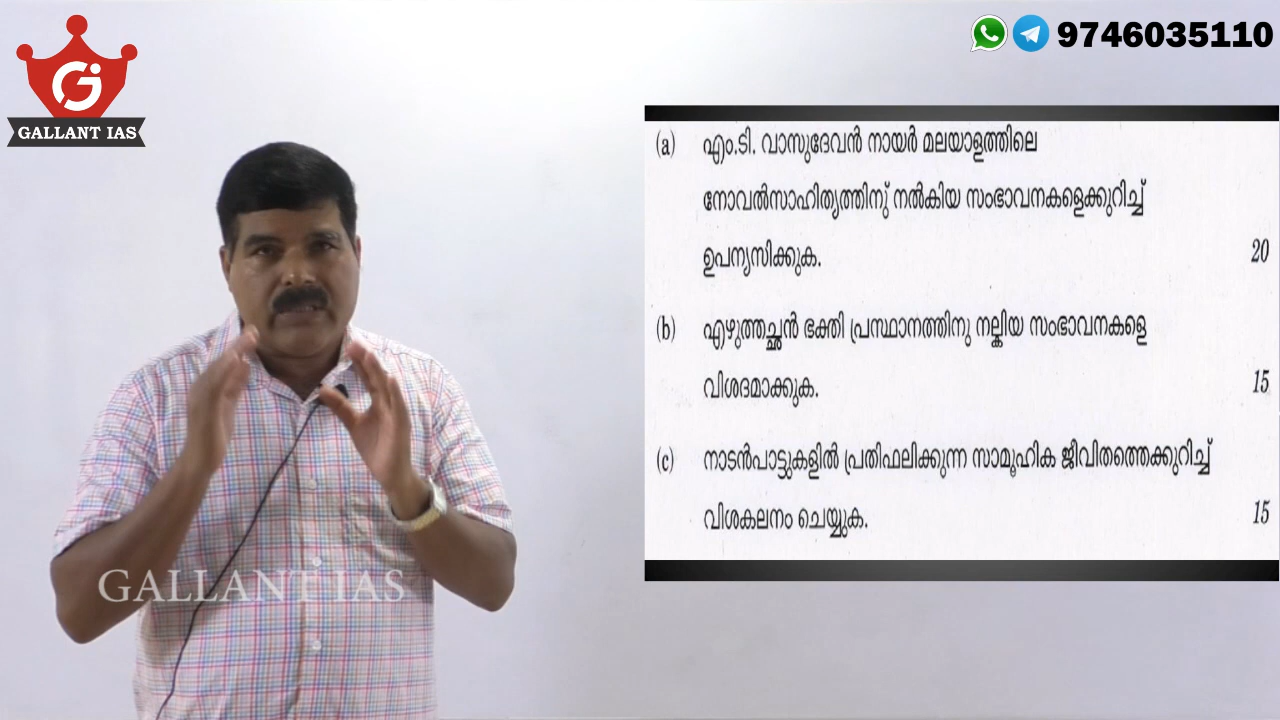 GALLANT IAS
9746035110
(a) എം.ടി. വാസുദേവൻ നായർ മലയാളത്തിലെ
നോവൽസാഹിത്യത്തിനു് നൽകിയ സംഭാവനകളെക്കുറിച്ച്
ഉപന്യസിക്കുക. 20
(b) എഴുത്തച്ഛൻ ഭക്തി പ്രസ്ഥാനത്തിനു നല്കിയ സംഭാവനകളെ
വിശദമാക്കുക. 15
(c) നാടൻപാട്ടുകളിൽ പ്രതിഫലിക്കുന്ന സാമൂഹിക ജീവിതത്തെക്കുറിച്ച്
വിശകലനം ചെയ്യുക. 15
GALLANT IAS